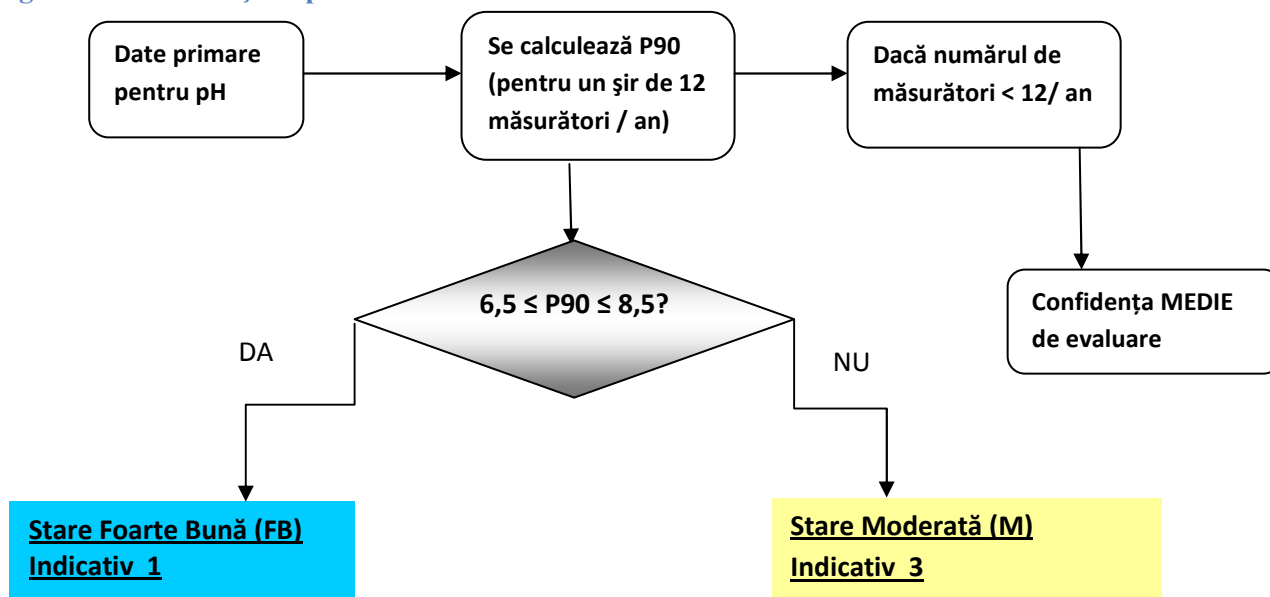 Date primare
pentru pH
Se calculează P90
(pentru un şir de 12
măsurători / an)
Dacă numărul de
măsurători < 12/ an
6,5 ≤ P90 ≤ 8,5?
Confidența MEDIE
de evaluare
DA
NU
Stare Foarte Bună (FB)
Indicativ 1
Stare Moderată (M)
Indicativ 3